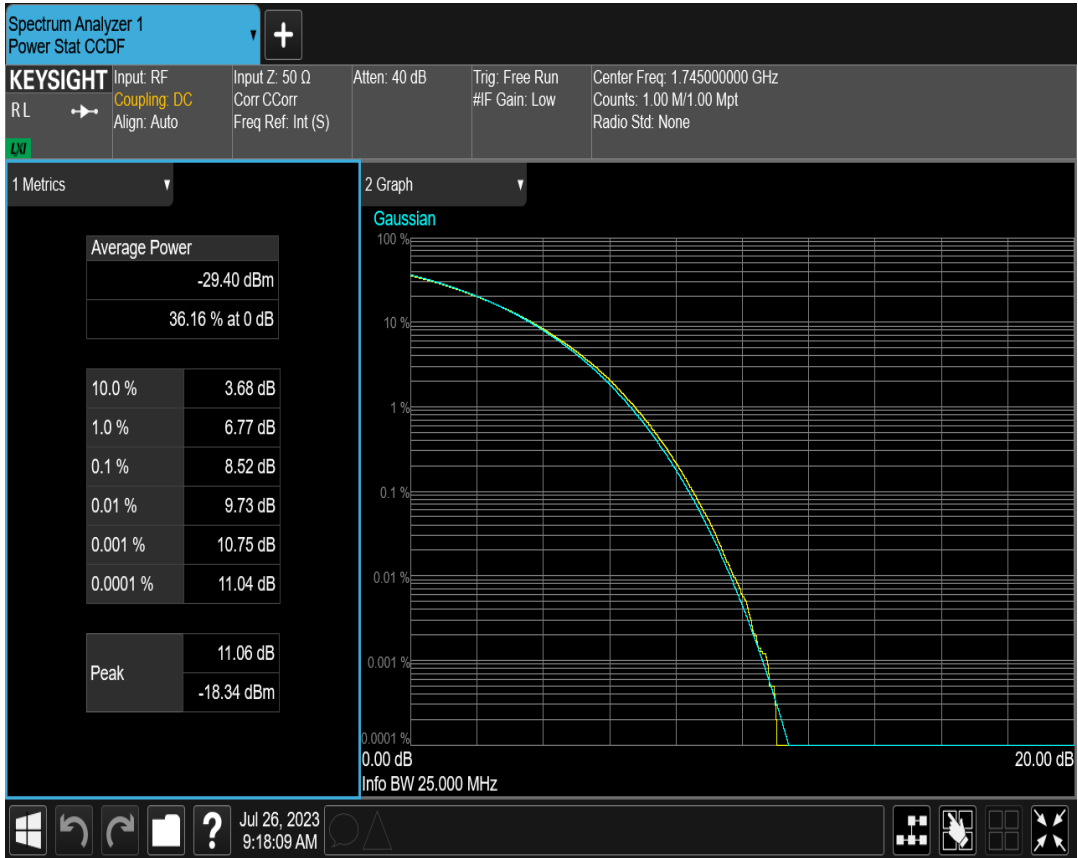 Spectrum Analyzer 1
Power Stat CCDF
KEYSIGHT
R L
LXI
Input: RF
Coupling: DC
Align: Auto
Input Z: 50 Ω
Corr CCorr
Freq Ref: Int (S)
Atten: 40 dB
Trig: Free Run
#IF Gain: Low
Center Freq: 1.745000000 GHz
Counts: 1.00 M/1.00 Mpt
Radio Std: None
1 Metrics
Average Power
-29.40 dBm
36.16 % at 0 dB
10.0 % 3.68 dB
1.0 % 6.77 dB
0.1 % 8.52 dB
0.01 % 9.73 dB
0.001 % 10.75 dB
0.0001 % 11.04 dB
Peak
11.06 dB
-18.34 dBm
2 Graph
Gaussian
100 %
10 %
1 %
0.1 %
0.01 %
0.001 %
0.0001 %
0.00 dB 20.00 dB
Info BW 25.000 MHz
?
Jul 26, 2023
9:18:09 AM